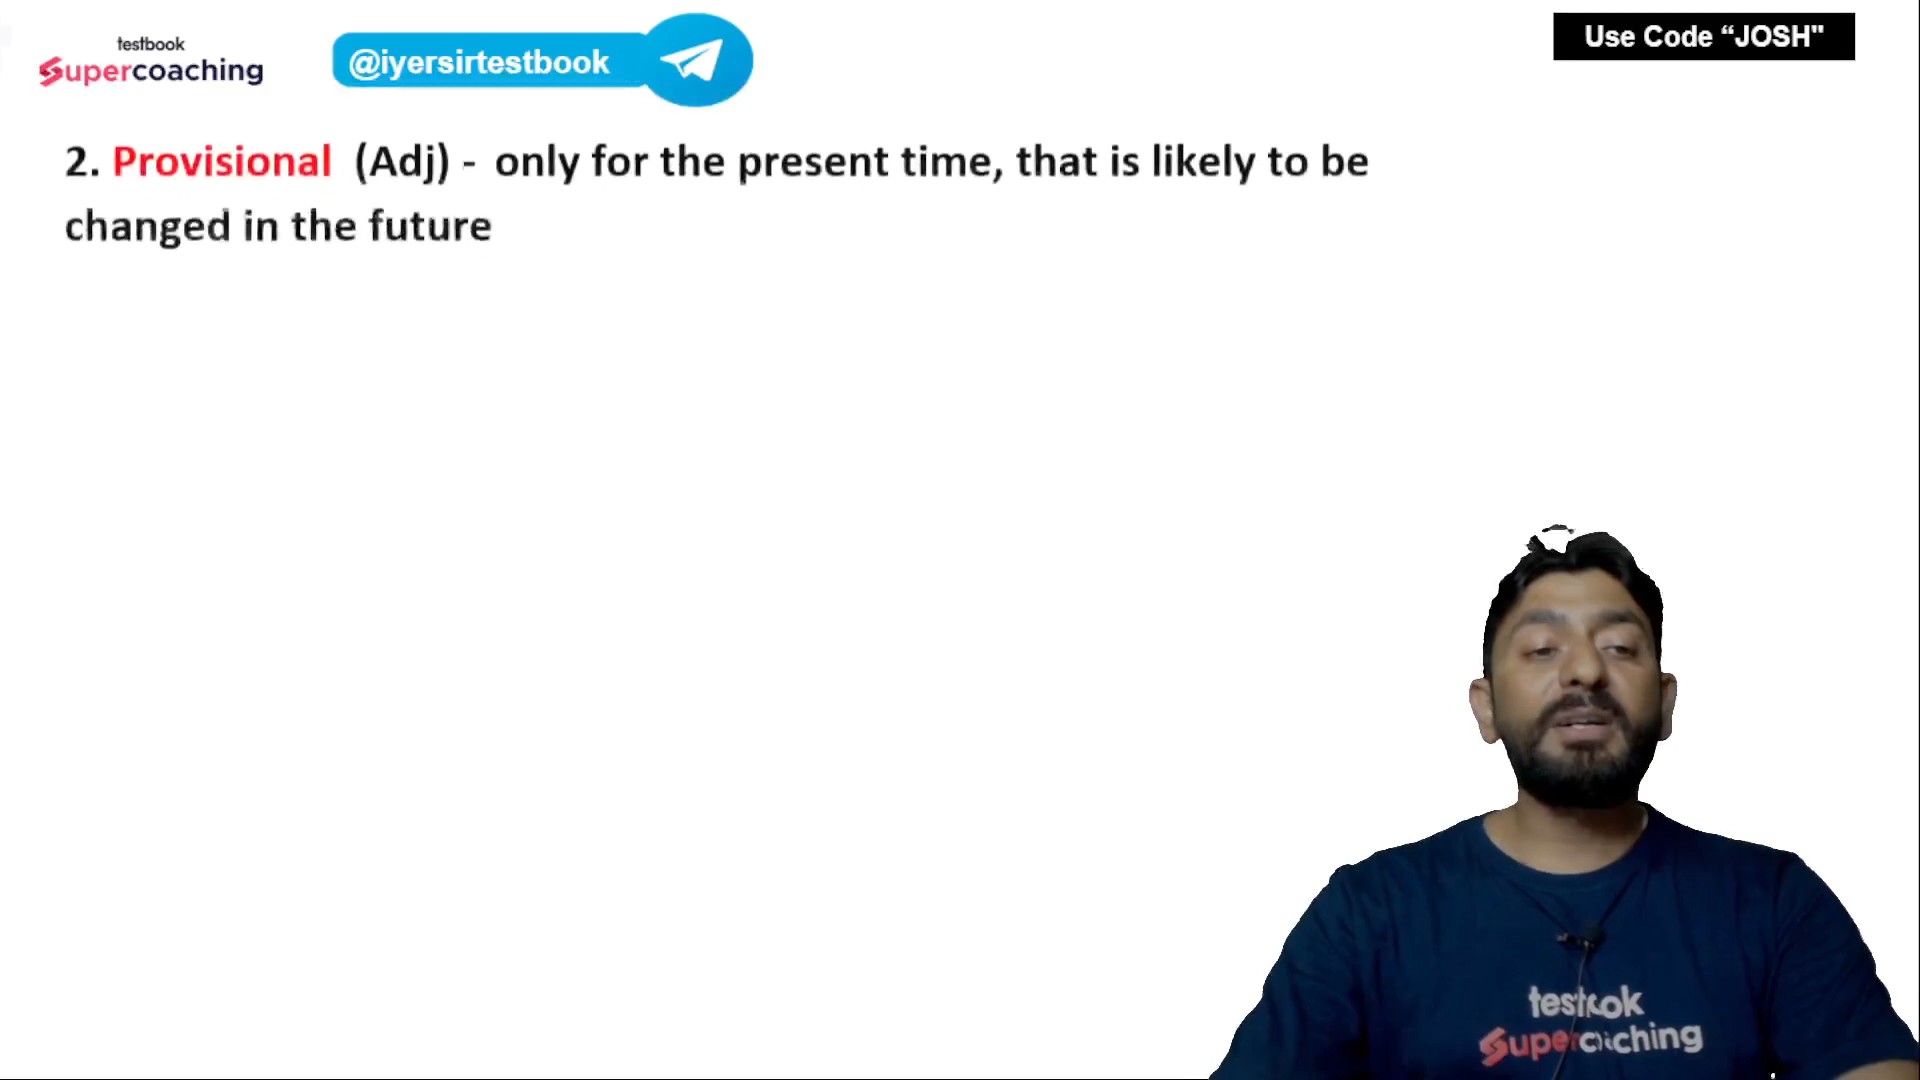 testbook
Supercoaching
@iyersirtestbook
Use Code “JOSH"
2. Provisional (Adj) - only for the present time, that is likely to be
changed in the future